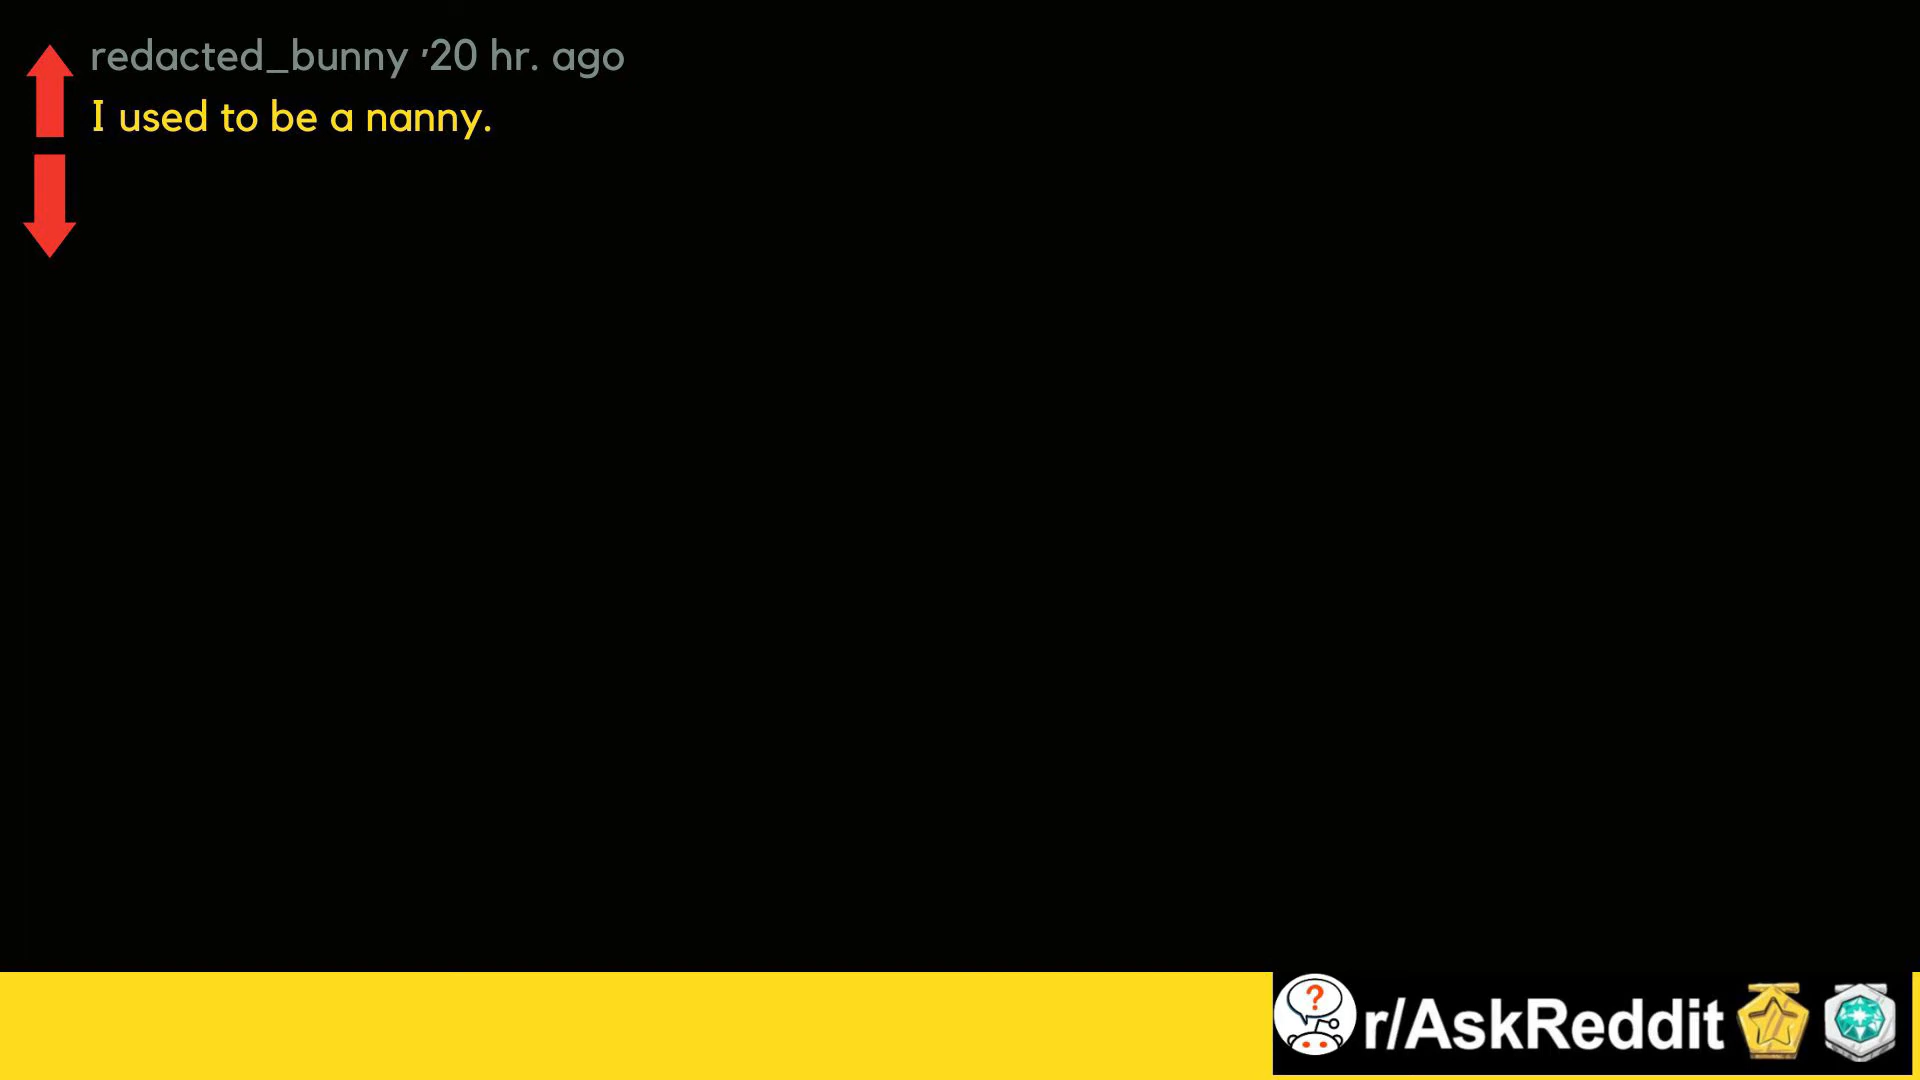 redacted_bunny '20 hr. ago
I used to be a nanny.
?
r/AskReddit